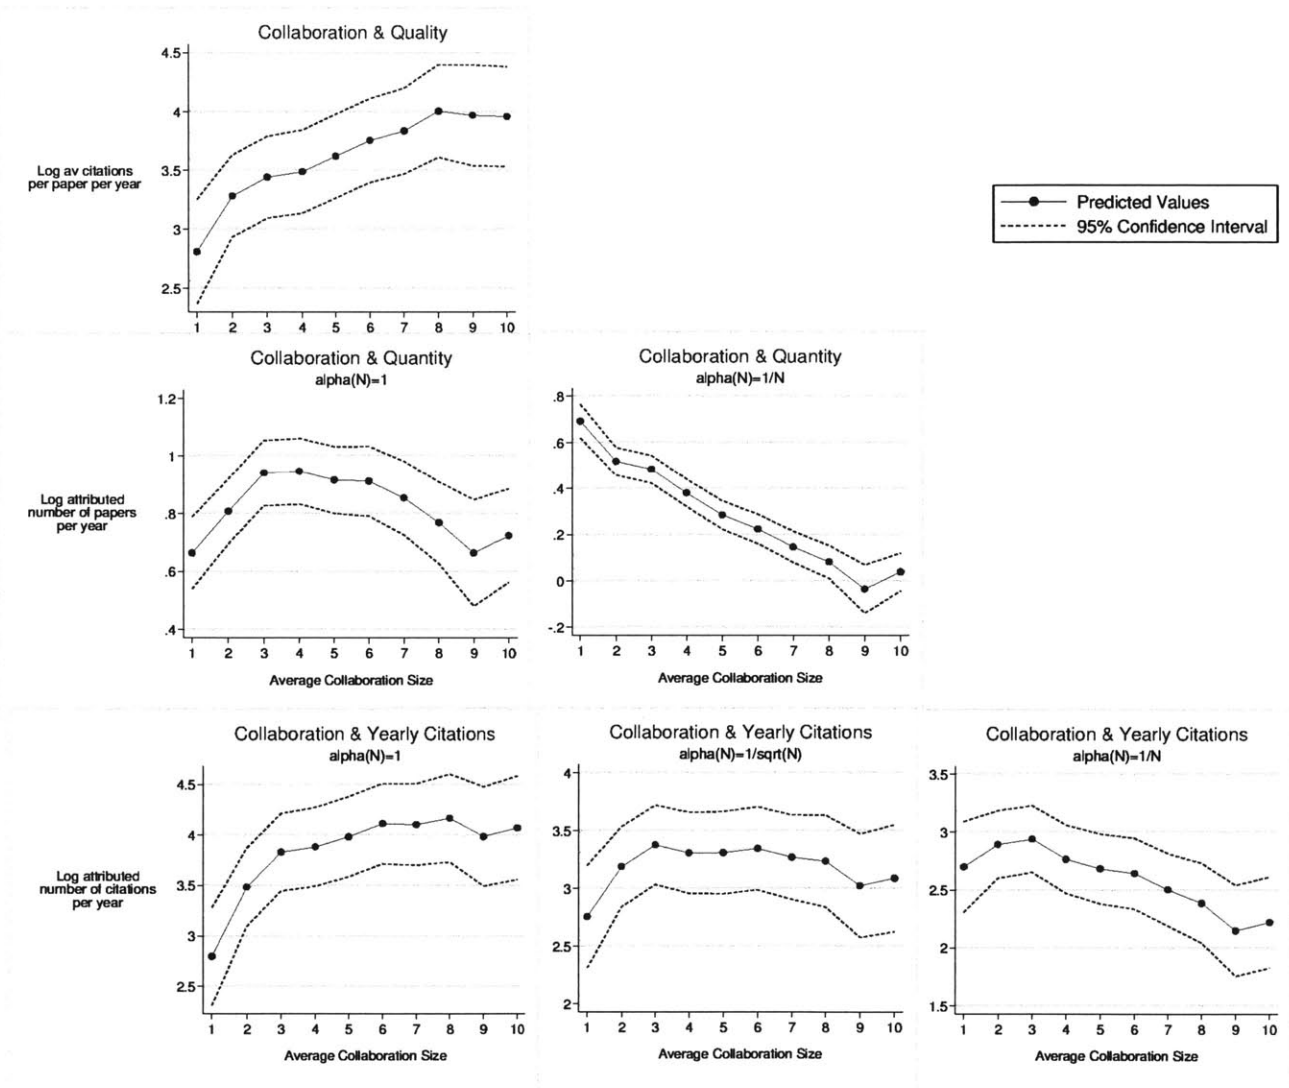 Collaboration & Quality
4.5
4
3.5
3
2.5
Log av citations
per paper per year
1 2 3 4 5 6 7 8 9 10
Predicted Values
95% Confidence Interval
Collaboration & Quantity
alpha(N)=1
1.2
1
.8
.6
.4
Log attributed
number of papers
per year
1 2 3 4 5 6 7 8 9 10
Average Collaboration Size
Collaboration & Quantity
alpha(N)=1/N
.8
.6
.4
.2
0
-.2
1 2 3 4 5 6 7 8 9 10
Average Collaboration Size
Collaboration & Yearly Citations
alpha(N)=1
4.5
4
3.5
3
2.5
Log attributed
number of citations
per year
1 2 3 4 5 6 7 8 9 10
Average Collaboration Size
Collaboration & Yearly Citations
alpha(N)=1/sqrt(N)
4
3.5
3
2.5
2
1 2 3 4 5 6 7 8 9 10
Average Collaboration Size
Collaboration & Yearly Citations
alpha(N)=1/N
3.5
3
2.5
2
1.5
1 2 3 4 5 6 7 8 9 10
Average Collaboration Size